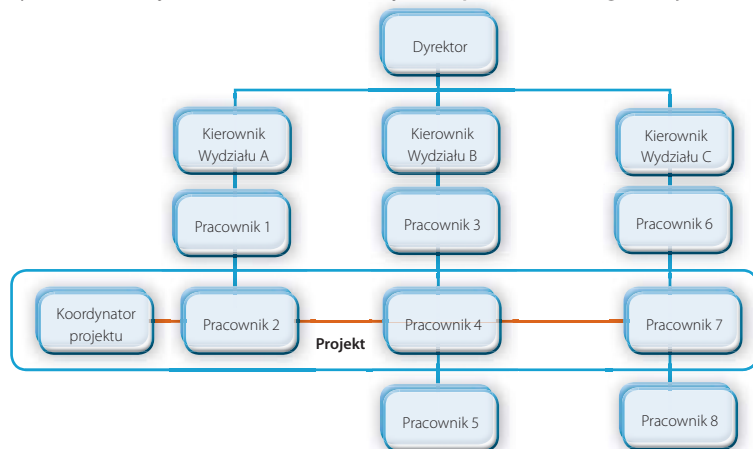 Dyrektor
Kierownik
Wydziału A
Kierownik
Wydziału B
Kierownik
Wydziału C
Pracownik 1
Pracownik 3
Pracownik 6
Koordynator
projektu
Pracownik 2
Projekt
Pracownik 4
Pracownik 7
Pracownik 5
Pracownik 8